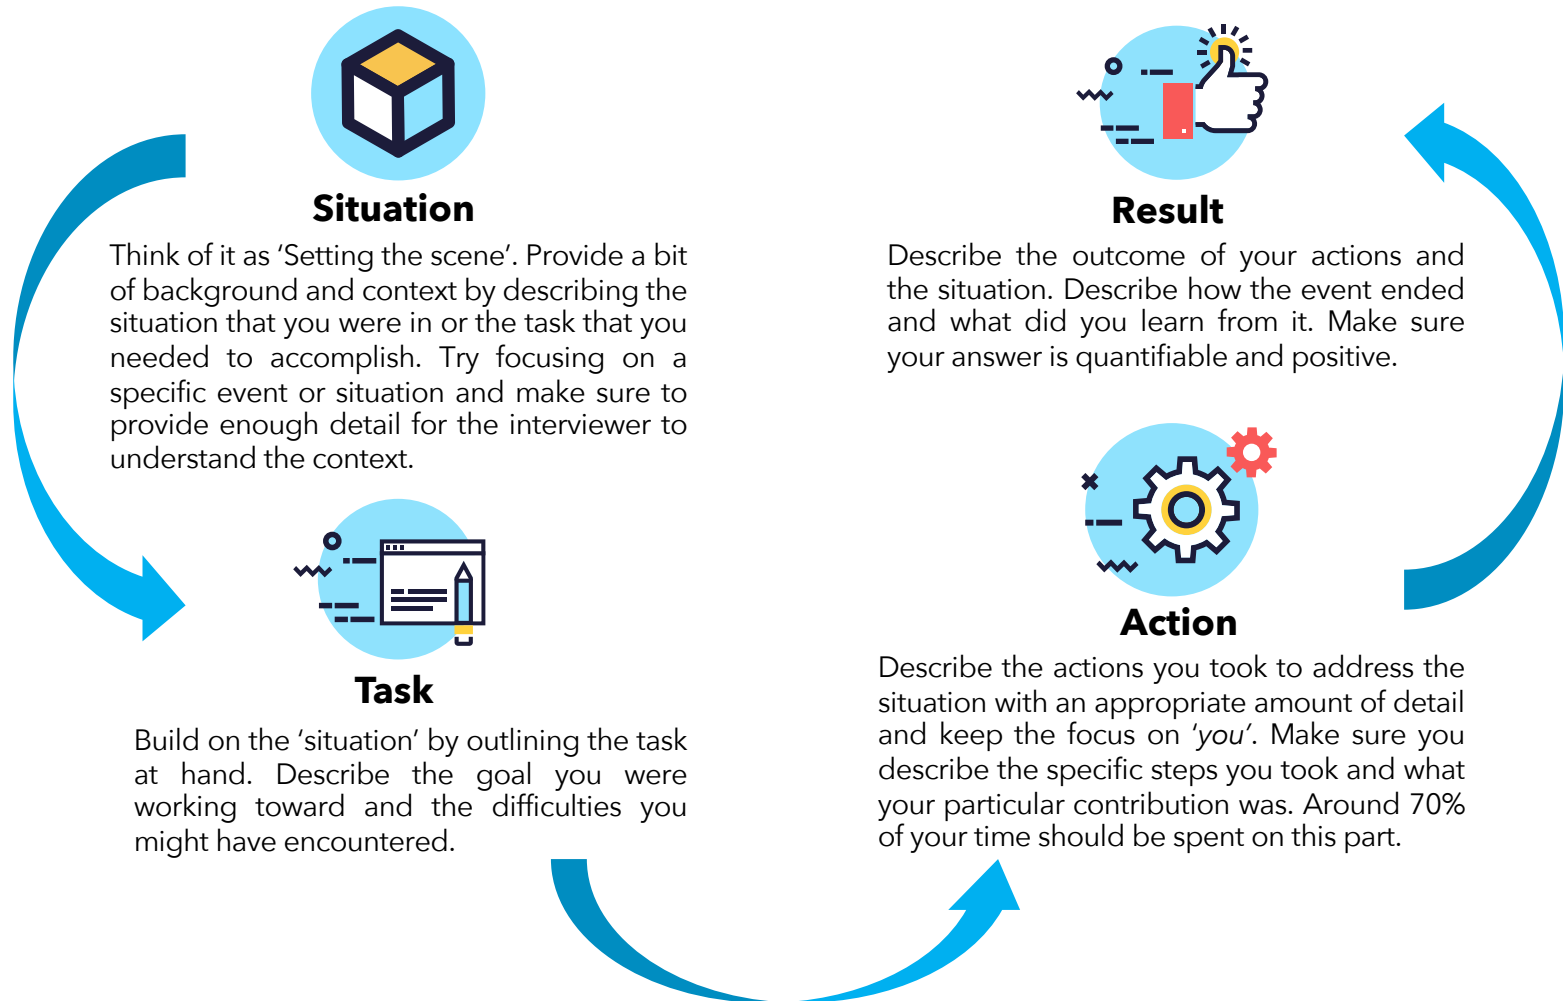 Situation
Think of it as ‘Setting the scene’. Provide a bit
of background and context by describing the
situation that you were in or the task that you
needed to accomplish. Try focusing on a
specific event or situation and make sure to
provide enough detail for the interviewer to
understand the context.
Task
Build on the ‘situation’ by outlining the task
at hand. Describe the goal you were
working toward and the difficulties you
might have encountered.
Action
Describe the actions you took to address the
situation with an appropriate amount of detail
and keep the focus on ‘you’. Make sure you
describe the specific steps you took and what
your particular contribution was. Around 70%
of your time should be spent on this part.
Result
Describe the outcome of your actions and
the situation. Describe how the event ended
and what did you learn from it. Make sure
your answer is quantifiable and positive.